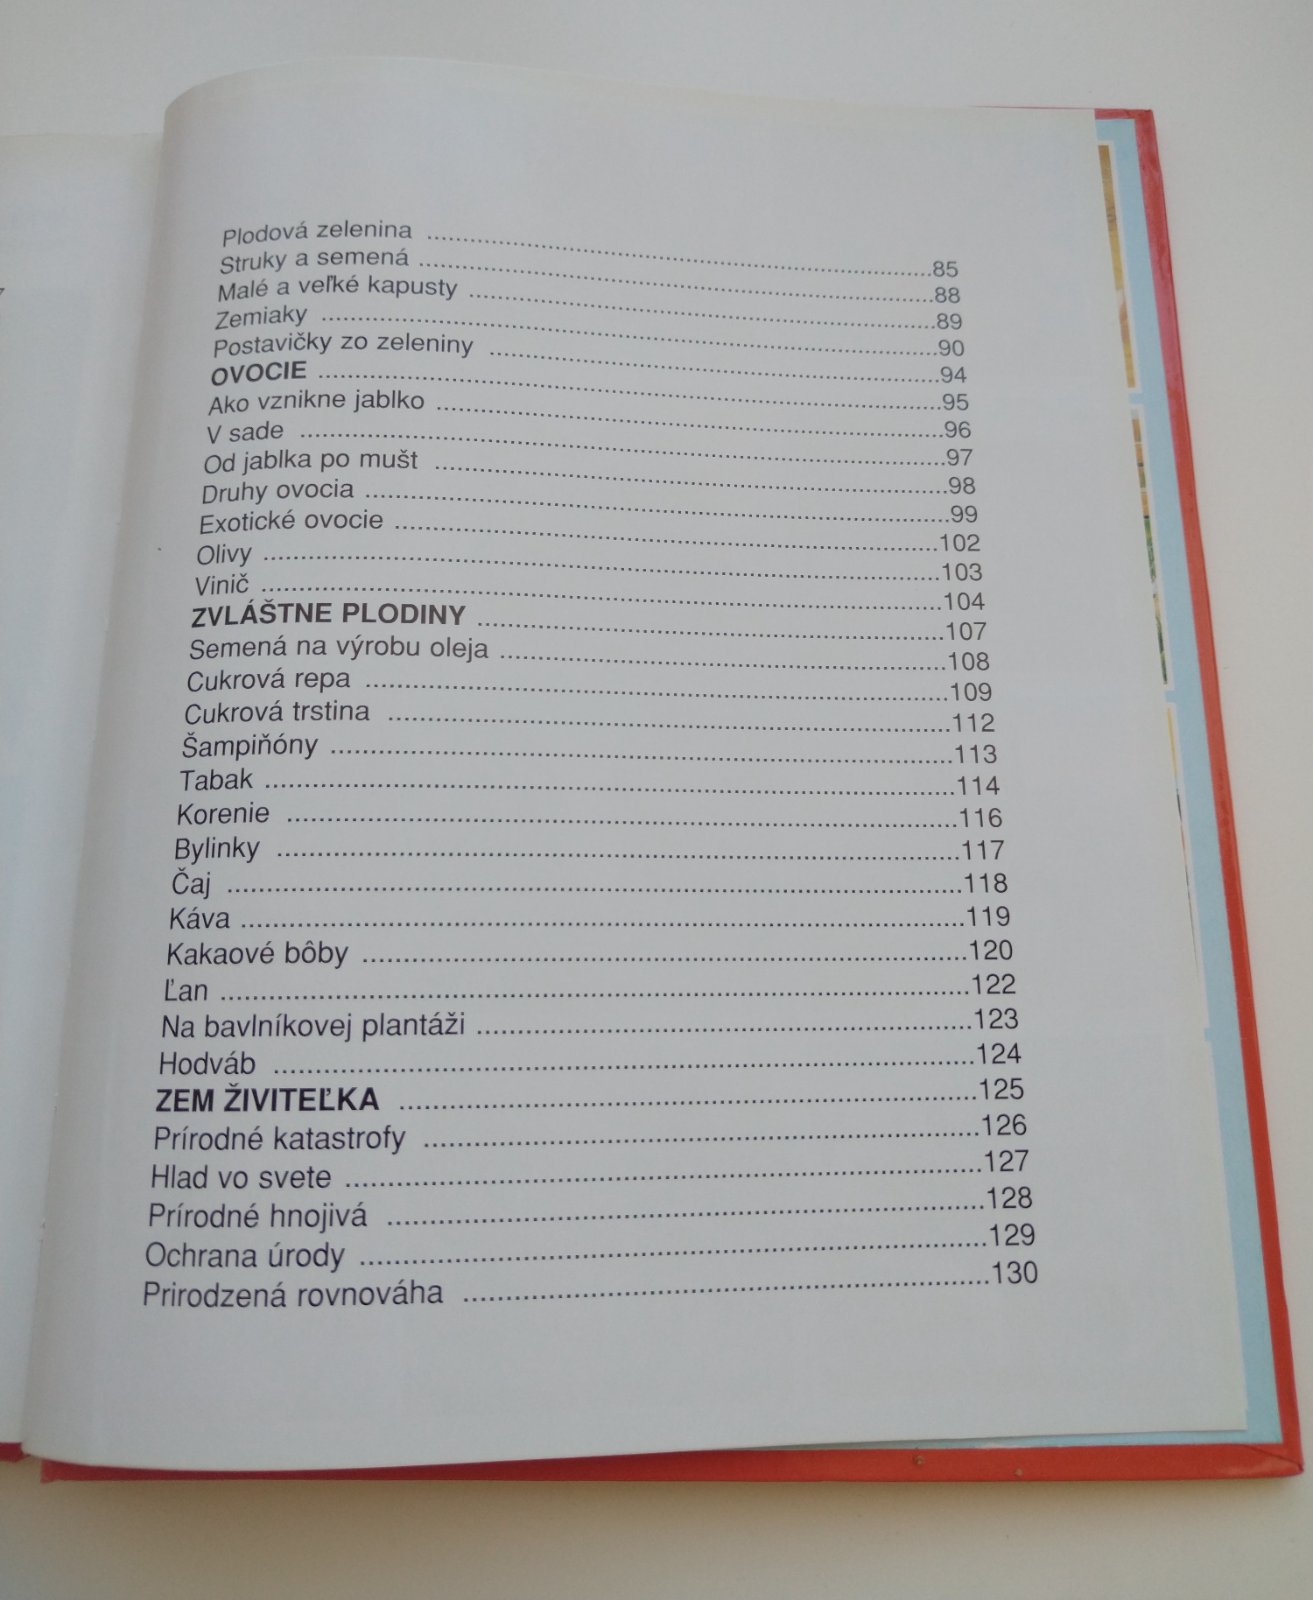 Plodová zelenina ........................................................85
Struky a semená ........................................................88
Malé a veľké kapusty ........................................................89
Zemiaky ........................................................90
Postavičky zo zeleniny ........................................................94
OVOCIE ........................................................95
Ako vznikne jablko ........................................................96
V sade ........................................................97
Od jablka po mušt ........................................................98
Druhy ovocia ........................................................99
Exotické ovocie ........................................................102
Olivy ........................................................103
Vinič ........................................................104
ZVLÁŠTNE PLODINY ........................................................107
Semená na výrobu oleja ........................................................108
Cukrová repa ........................................................109
Cukrová trstina ........................................................112
Šampiňóny ........................................................113
Tabak ........................................................114
Korenie ........................................................116
Bylinky ........................................................117
Čaj ........................................................118
Káva ........................................................119
Kakaové bôby ........................................................120
Ľan ........................................................122
Na bavlníkovej plantáži ........................................................123
Hodváb ........................................................124
ZEM ŽIVITEĽKA ........................................................125
Prírodné katastrofy ........................................................126
Hlad vo svete ........................................................127
Prírodné hnojivá ........................................................128
Ochrana úrody ........................................................129
Prirodzená rovnováha ........................................................130